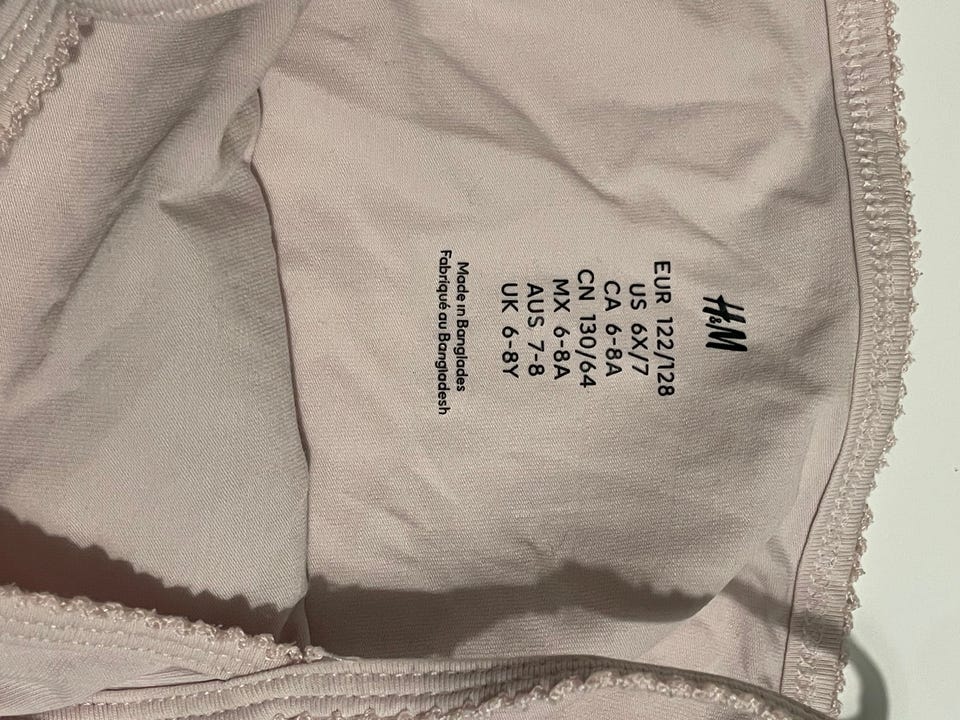 H&M
EUR 122/128
US 6X/7
CA 6-8A
CN 130/64
MX 6-8A
AUS 7-8
UK 6-8Y
Made in Banglades
Fabriqué au Bangladesh